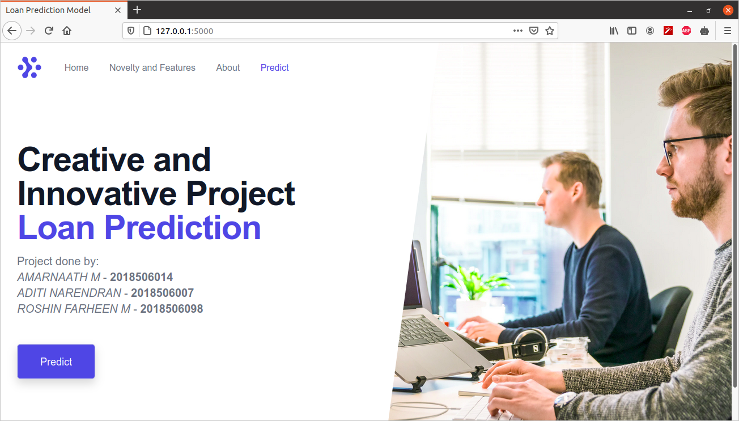 Loan Prediction Model
127.0.0.1:5000
Home Novelty and Features About Predict
Creative and
Innovative Project
Loan Prediction
Project done by:
AMARNAATH M - 2018506014
ADITI NARENDRAN - 2018506007
ROSHIN FARHEEN M - 2018506098
Predict